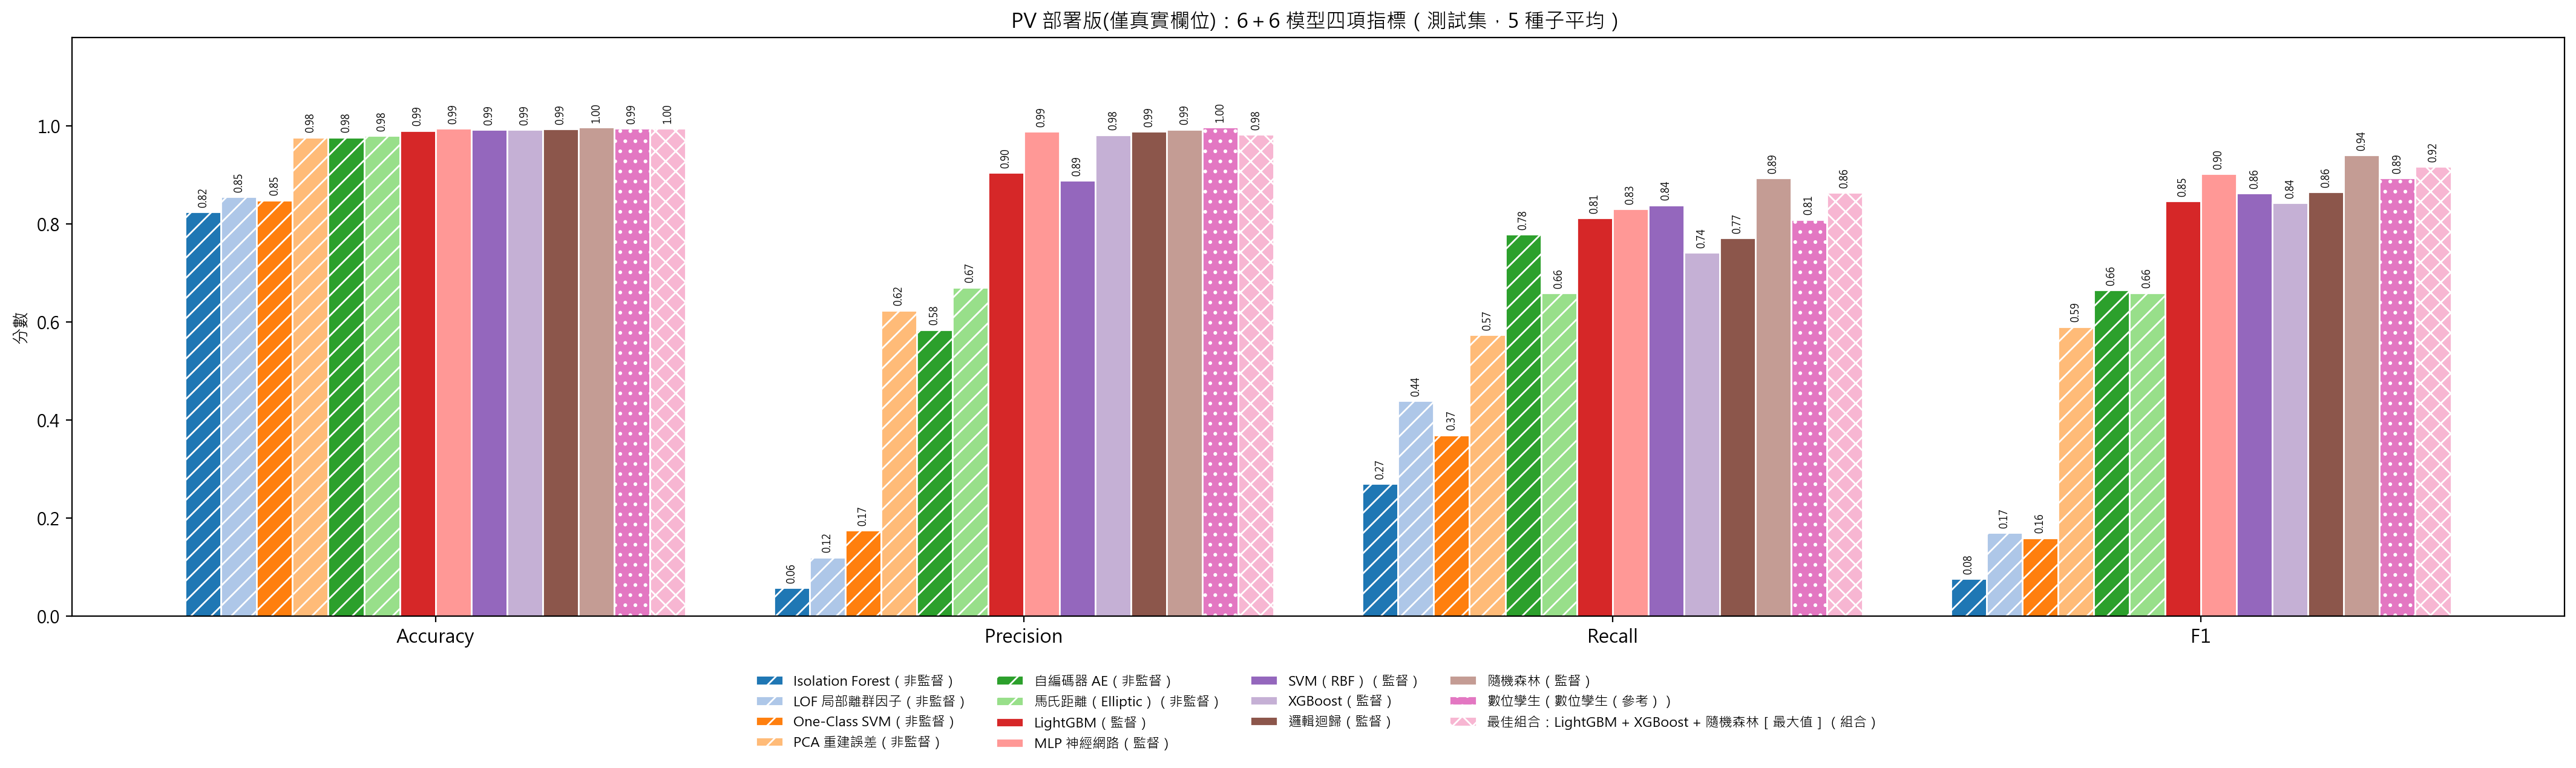 PV 部署版(僅真實欄位)：6+6 模型四項指標（測試集，5 種子平均）
分數
1.0
0.8
0.6
0.4
0.2
0.0
0.82 0.85 0.85 0.98 0.98 0.98 0.99 0.99 0.99 0.99 0.99 1.00 0.99 1.00
0.06 0.12 0.17 0.62 0.58 0.67 0.90 0.99 0.89 0.98 0.99 0.99 1.00 0.98
0.27 0.44 0.37 0.57 0.78 0.66 0.81 0.83 0.84 0.74 0.77 0.89 0.81 0.86
0.08 0.17 0.16 0.59 0.66 0.66 0.85 0.90 0.86 0.84 0.86 0.94 0.89 0.92
Accuracy Precision Recall F1
Isolation Forest（非監督）
LOF 局部離群因子（非監督）
One-Class SVM（非監督）
PCA 重建誤差（非監督）
自編碼器 AE（非監督）
馬氏距離（Elliptic）（非監督）
LightGBM（監督）
MLP 神經網路（監督）
SVM（RBF）（監督）
XGBoost（監督）
邏輯迴歸（監督）
隨機森林（監督）
數位孿生（數位孿生（參考））
最佳組合：LightGBM + XGBoost + 隨機森林［最大值］（組合）